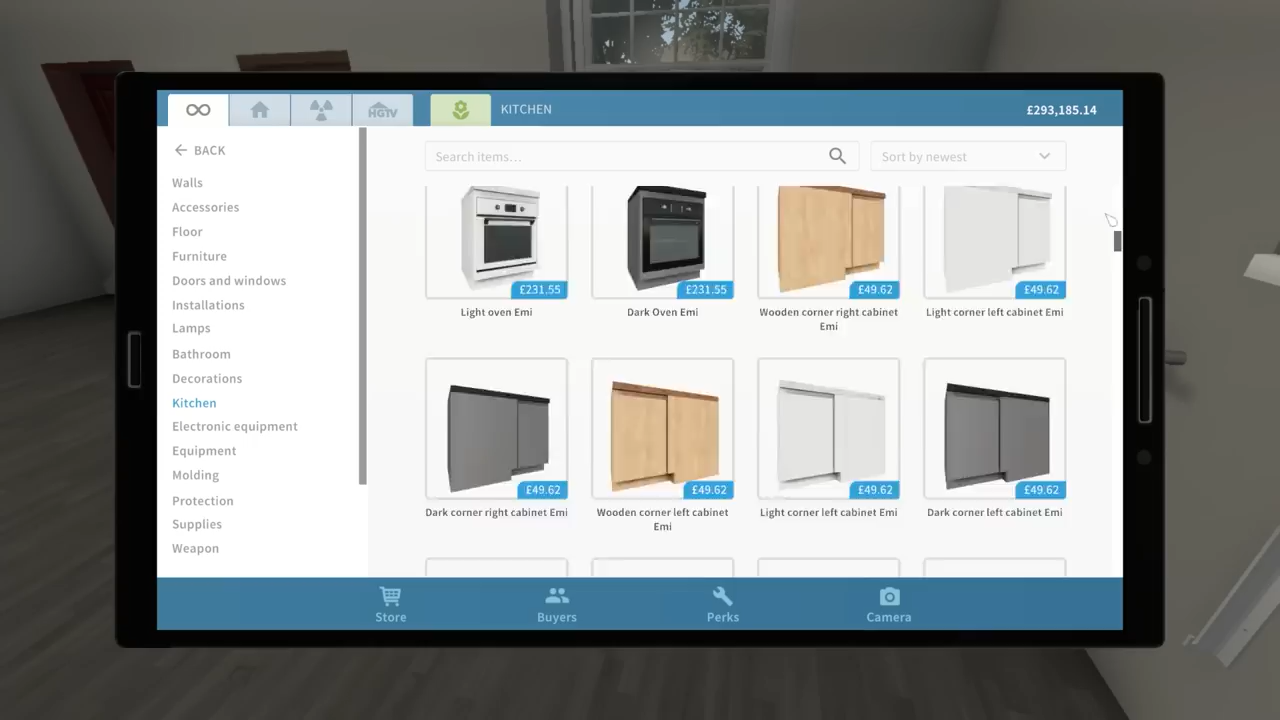 HGTV
KITCHEN
£293,185.14
BACK
Search items...
Sort by newest
Walls
Accessories
Floor
Furniture
Doors and windows
Installations
Lamps
Bathroom
Decorations
Kitchen
Electronic equipment
Equipment
Molding
Protection
Supplies
Weapon
£231.55
£231.55
£49.62
£49.62
Light oven Emi
Dark Oven Emi
Wooden corner right cabinet
Emi
Light corner left cabinet Emi
£49.62
£49.62
£49.62
£49.62
Dark corner right cabinet Emi
Wooden corner left cabinet
Emi
Light corner left cabinet Emi
Dark corner left cabinet Emi
Store
Buyers
Perks
Camera